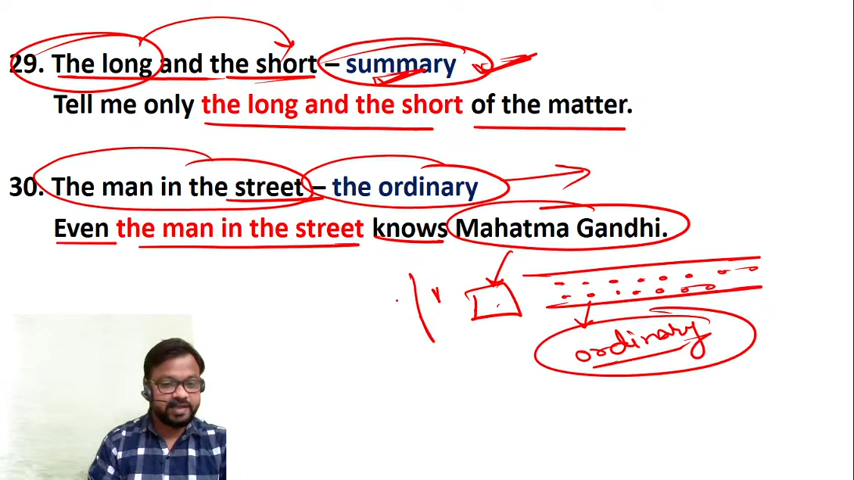 29. The long and the short – summary
Tell me only the long and the short of the matter.
30. The man in the street – the ordinary
Even the man in the street knows Mahatma Gandhi.
ordinary